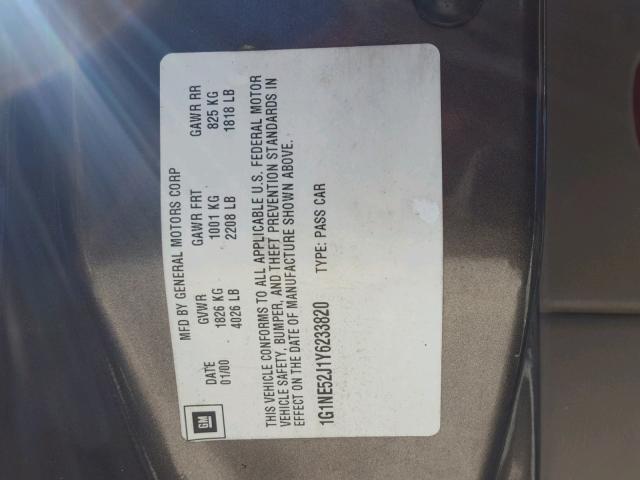 GM
MFD BY GENERAL MOTORS CORP
DATE GVWR GAWR FRT GAWR RR
01/00 1826 KG 1001 KG 825 KG
4026 LB 2208 LB 1818 LB
THIS VEHICLE CONFORMS TO ALL APPLICABLE U.S. FEDERAL MOTOR
VEHICLE SAFETY, BUMPER, AND THEFT PREVENTION STANDARDS IN
EFFECT ON THE DATE OF MANUFACTURE SHOWN ABOVE.
1G1NE52J1Y6233820 TYPE: PASS CAR